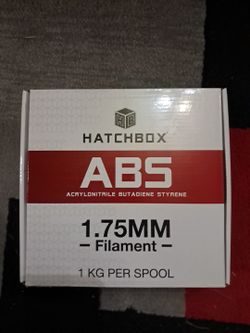 HATCHBOX
ABS
ACRYLONITRILE BUTADIENE STYRENE
1.75MM
Filament
1 KG PER SPOOL